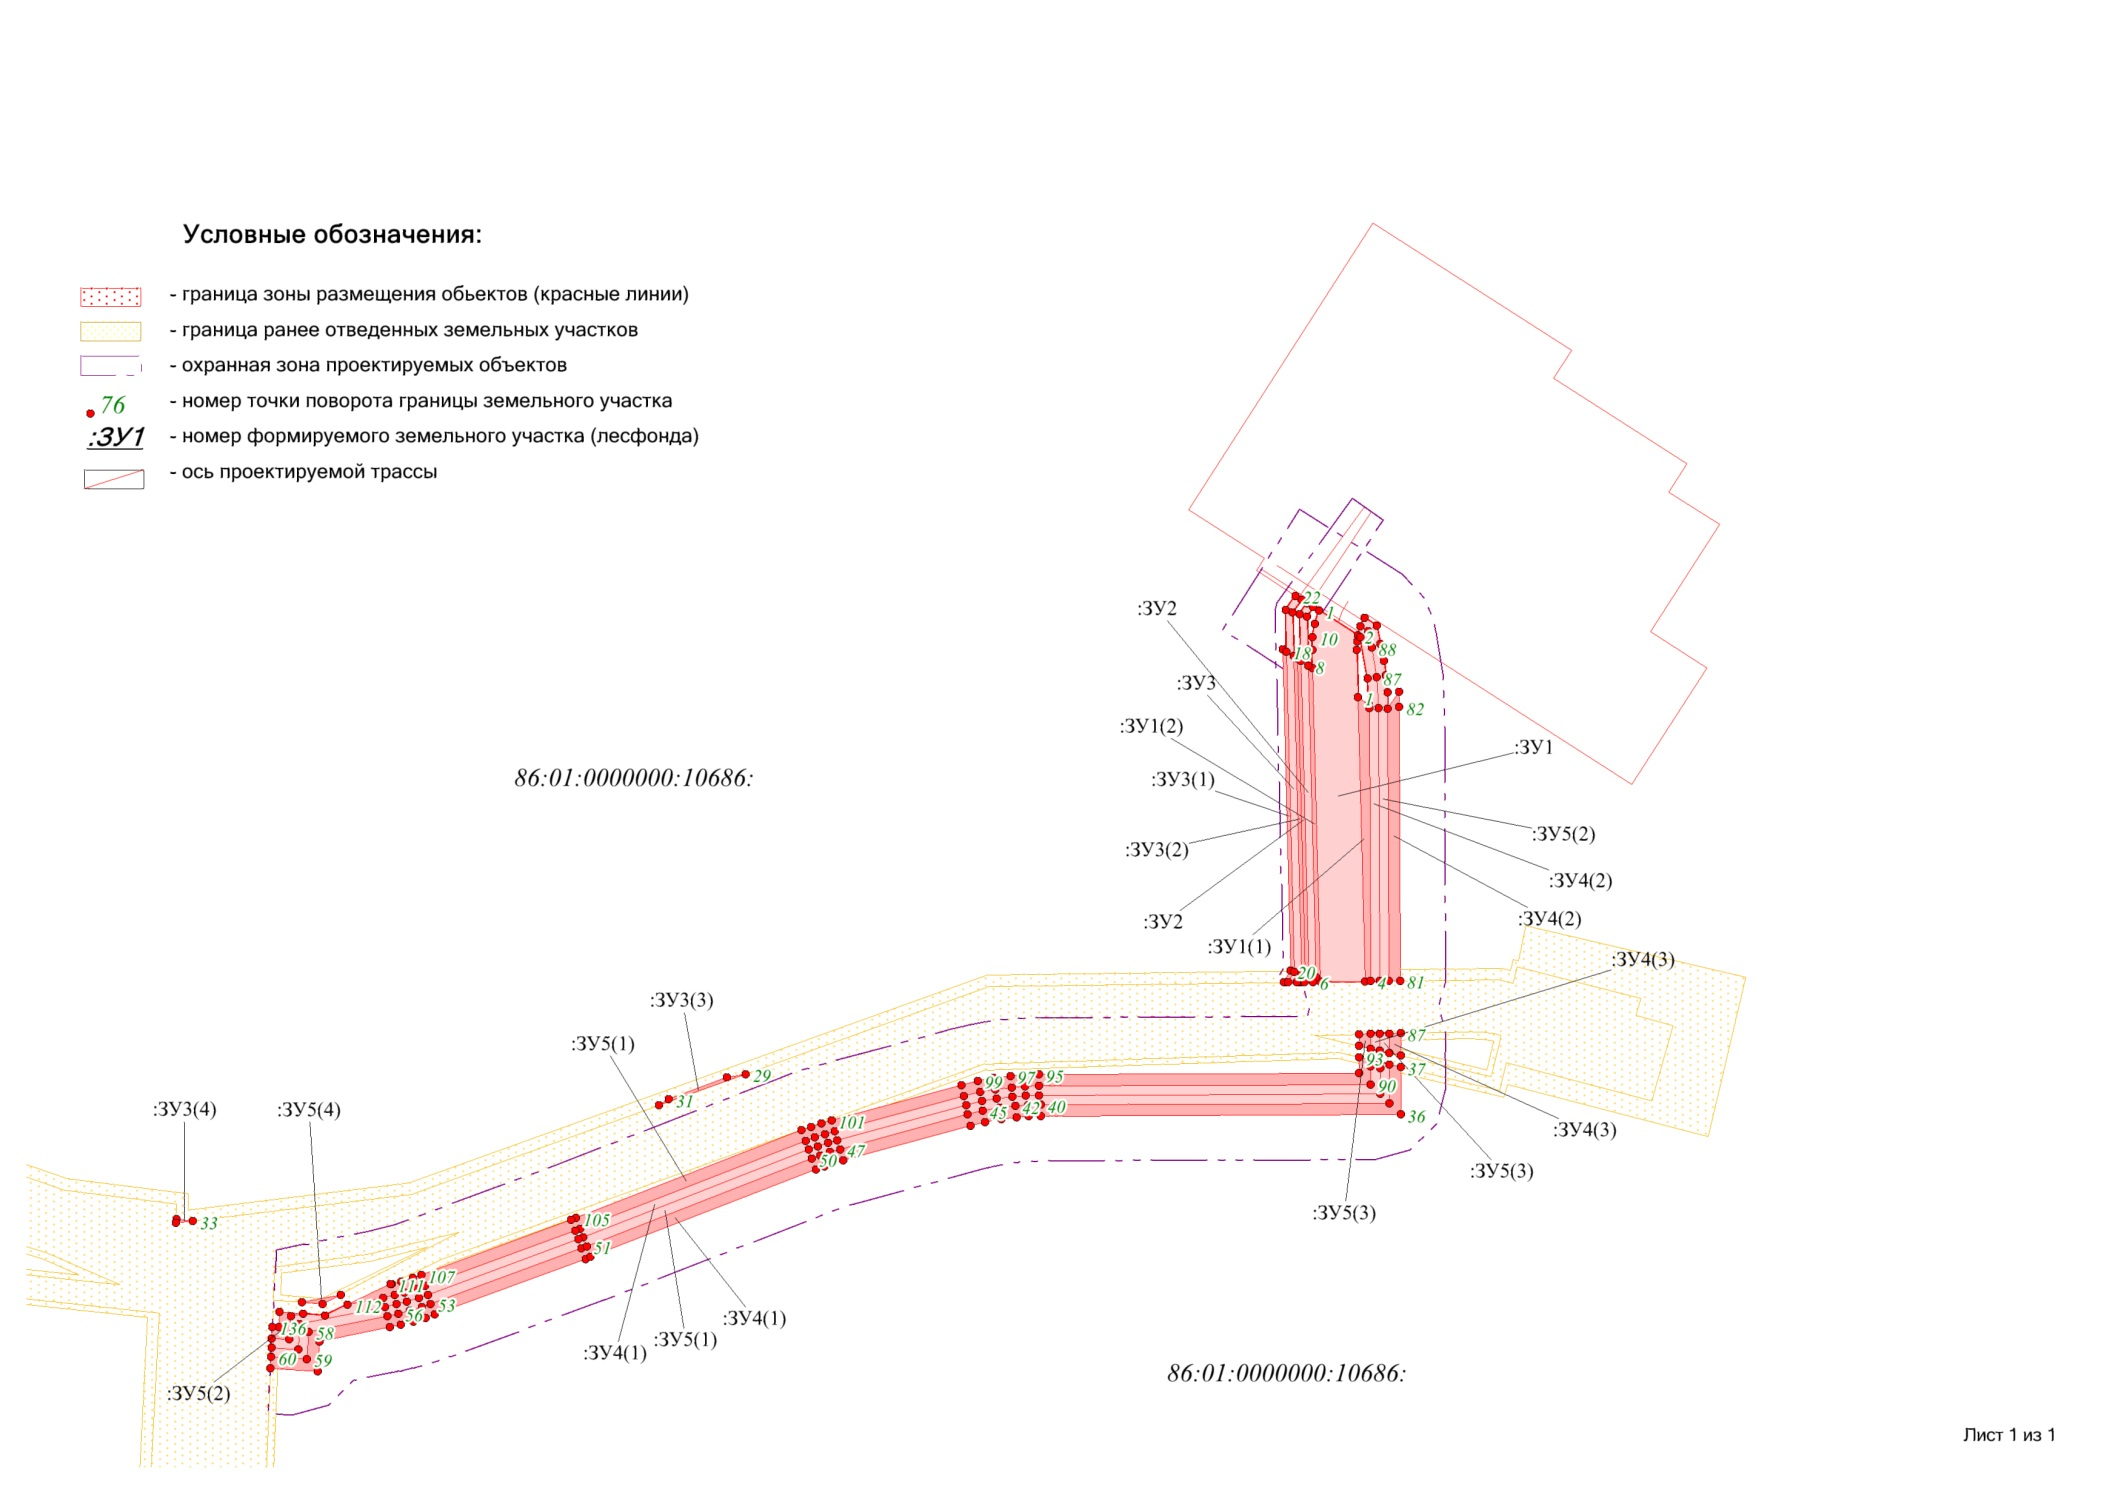 Условные обозначения:
- граница зоны размещения обьектов (красные линии)
- граница ранее отведенных земельных участков
- охранная зона проектируемых объектов
76 - номер точки поворота границы земельного участка
:ЗУ1 - номер формируемого земельного участка (лесфонда)
- ось проектируемой трассы
:ЗУ2
22
1
10
2
18
8
88
:ЗУ3
87
1
82
:ЗУ1(2)
:ЗУ1
86:01:0000000:10686:
:ЗУ3(1)
:ЗУ5(2)
:ЗУ3(2)
:ЗУ4(2)
:ЗУ2
:ЗУ4(2)
:ЗУ1(1)
:ЗУ4(3)
20
6
4
81
:ЗУ3(3)
:ЗУ5(1)
87
93
37
29
99
97
95
90
31
:ЗУ3(4)
:ЗУ5(4)
45
42
40
36
101
:ЗУ4(3)
47
50
:ЗУ5(3)
33
105
:ЗУ5(3)
51
107
111
112
53
56
:ЗУ4(1)
136
58
:ЗУ5(1)
60
59
:ЗУ4(1)
86:01:0000000:10686:
:ЗУ5(2)
Лист 1 из 1